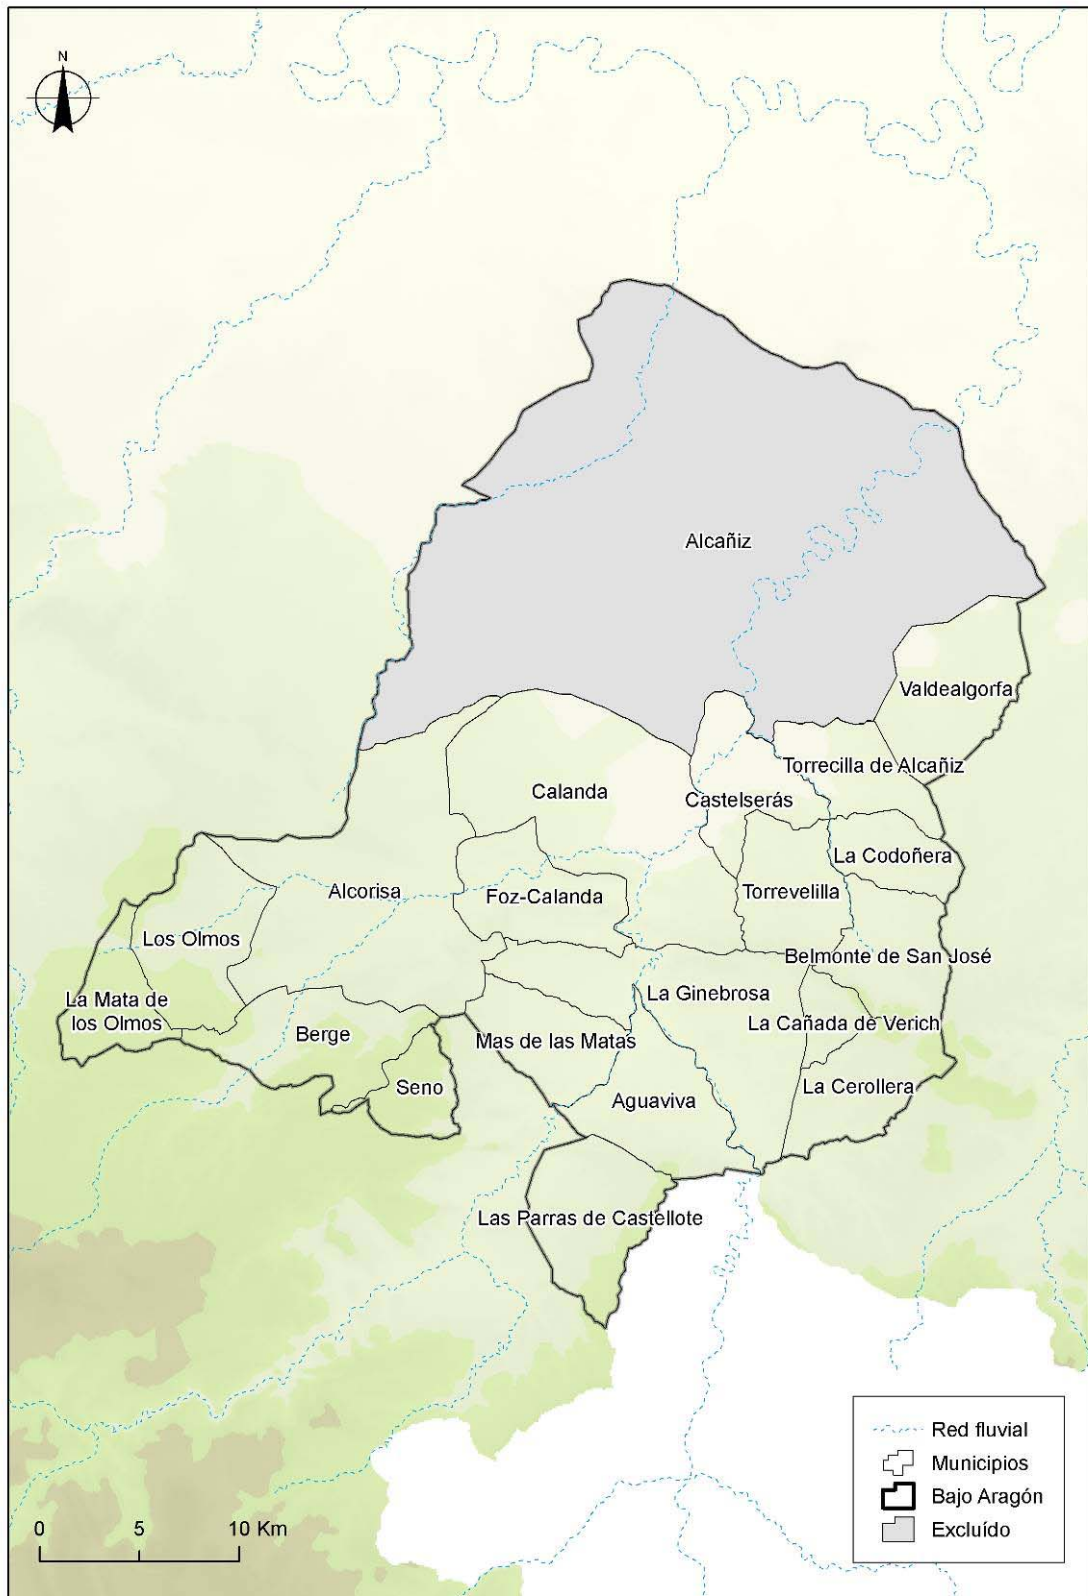 N
Alcañiz
Valdealgorfa
Torrecilla de Alcañiz
Calanda
Castelserás
La Codoñera
Alcorisa
Foz-Calanda
Torrevelilla
Los Olmos
Belmonte de San José
La Mata de
los Olmos
La Ginebrosa
Berge
La Cañada de Verich
Mas de las Matas
Seno
Aguaviva
La Cerollera
Las Parras de Castellote
Red fluvial
Municipios
Bajo Aragón
Excluído
0 5 10 Km